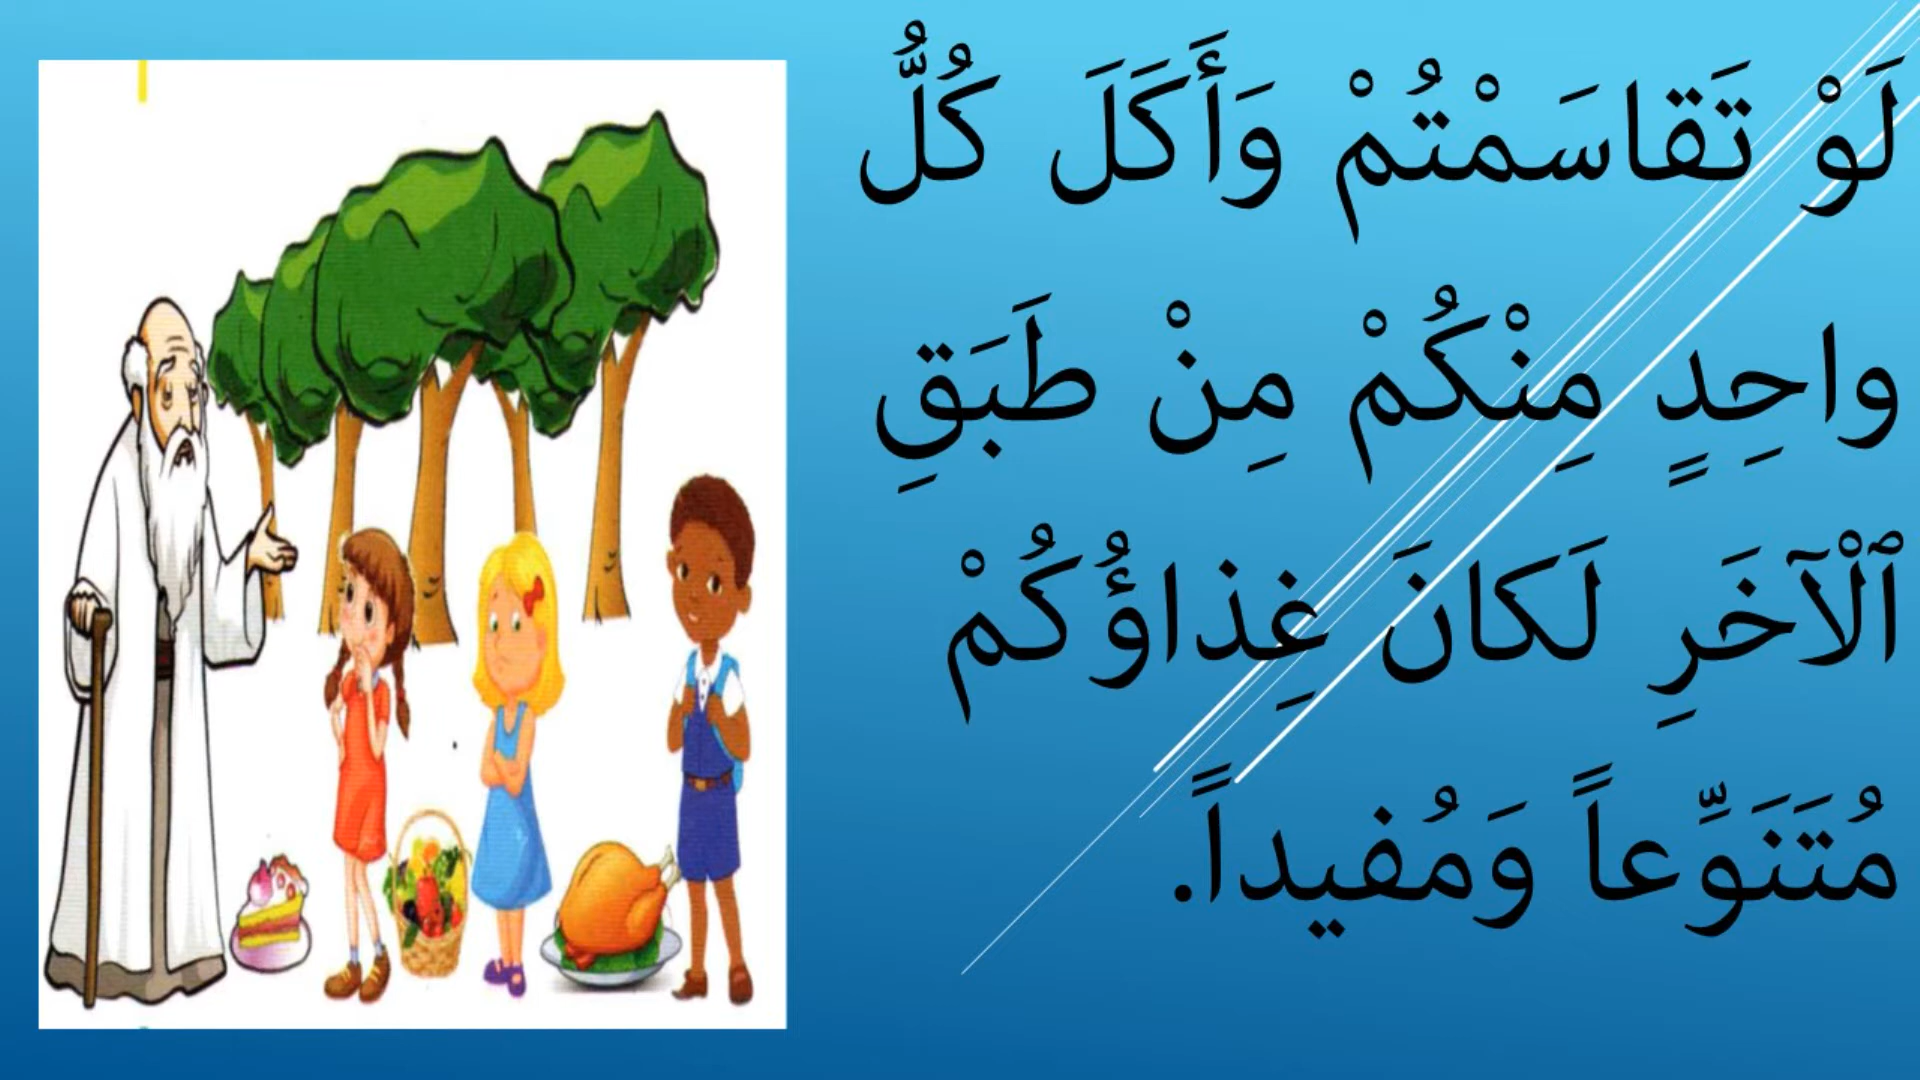 لَوْ تَقاسَمْتُمْ وَأَكَلَ كُلُّ
واحِدٍ مِنْكُمْ مِنْ طَبَقِ
ٱلْآخَرِ لَكانَ غِذاؤُكُمْ
مُتَنَوِّعاً وَمُفيداً.